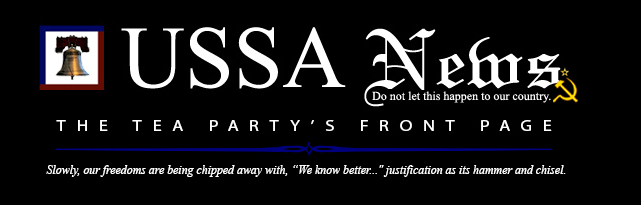 USSA News
Do not let this happen to our country.
THE TEA PARTY'S FRONT PAGE
Slowly, our freedoms are being chipped away with, “We know better...” justification as its hammer and chisel.